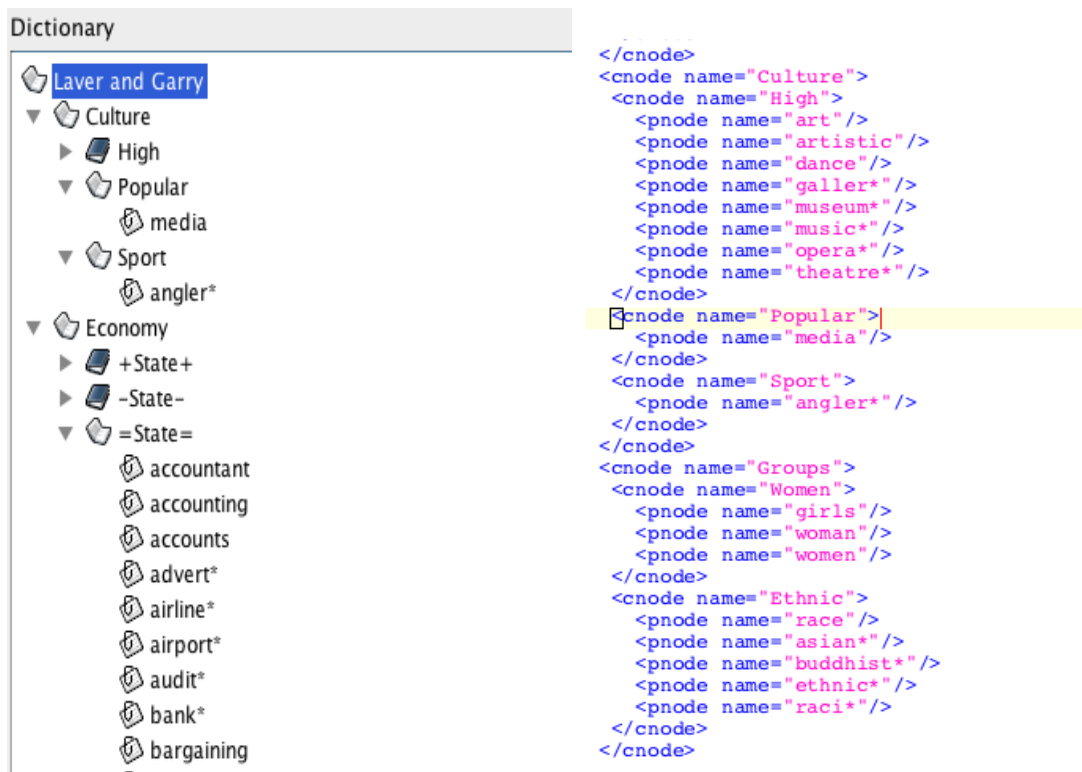 Dictionary
Laver and Garry
Culture
High
Popular
media
Sport
angler*
Economy
+State+
-State-
=State=
accountant
accounting
accounts
advert*
airline*
airport*
audit*
bank*
bargaining
</cnode>
<cnode name="Culture">
<cnode name="High">
<pnode name="art"/>
<pnode name="artistic"/>
<pnode name="dance"/>
<pnode name="galler*"/>
<pnode name="museum*"/>
<pnode name="music*"/>
<pnode name="opera*"/>
<pnode name="theatre*"/>
</cnode>
<cnode name="Popular">
<pnode name="media"/>
</cnode>
<cnode name="Sport">
<pnode name="angler*"/>
</cnode>
</cnode>
<cnode name="Groups">
<cnode name="Women">
<pnode name="girls"/>
<pnode name="woman"/>
<pnode name="women"/>
</cnode>
<cnode name="Ethnic">
<pnode name="race"/>
<pnode name="asian*"/>
<pnode name="buddhist*"/>
<pnode name="ethnic*"/>
<pnode name="raci*"/>
</cnode>
</cnode>